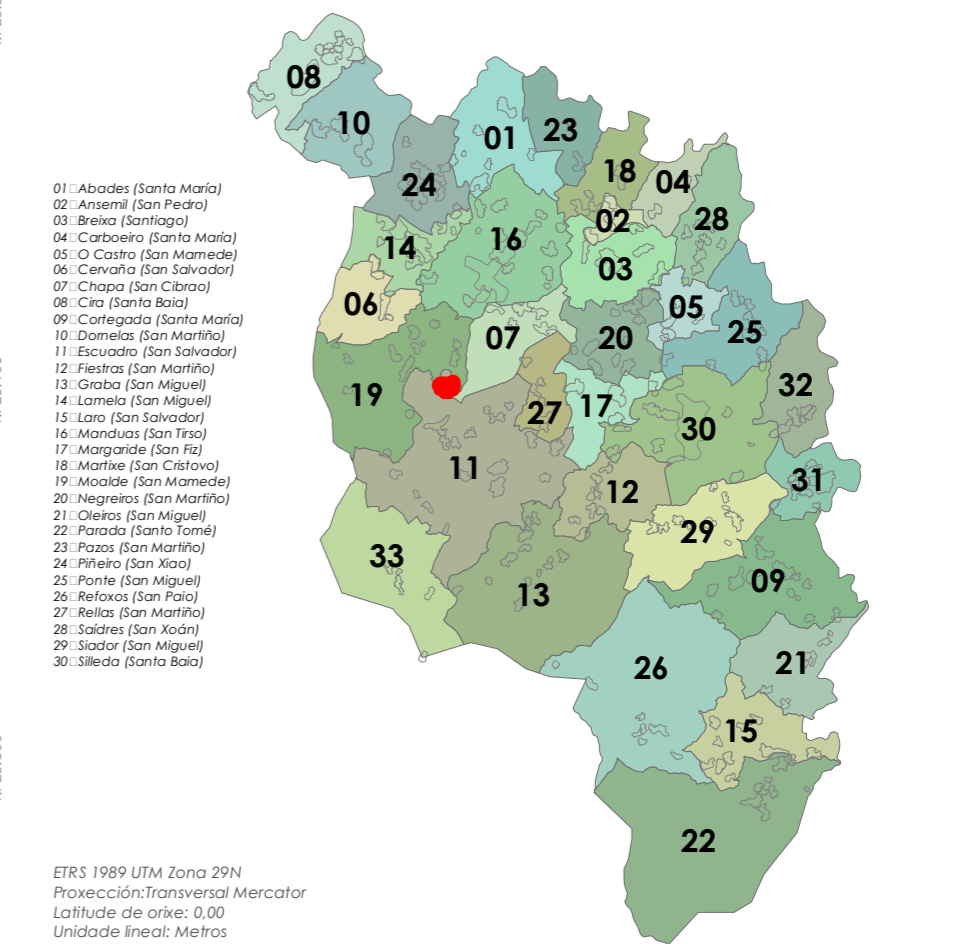 08
10
01
23
24
18
04
02
28
14
16
03
06
05
07
20
25
19
27
17
32
30
11
12
31
29
33
13
09
26
21
15
22
01□Abades (Santa María)
02□Ansemil (San Pedro)
03□Breixa (Santiago)
04□Carboeiro (Santa María)
05□O Castro (San Mamede)
06□Cervaña (San Salvador)
07□Chapa (San Cibrao)
08□Cira (Santa Baia)
09□Cortegada (Santa María)
10□Dornelas (San Martiño)
11□Escuadro (San Salvador)
12□Fiestras (San Martiño)
13□Graba (San Miguel)
14□Lamela (San Miguel)
15□Laro (San Salvador)
16□Manduas (San Tirso)
17□Margaride (San Fiz)
18□Martixe (San Cristovo)
19□Moalde (San Mamede)
20□Negreiros (San Martiño)
21□Oleiros (San Miguel)
22□Parada (Santo Tomé)
23□Pazos (San Martiño)
24□Piñeiro (San Xiao)
25□Ponte (San Miguel)
26□Refoxos (San Paio)
27□Rellas (San Martiño)
28□Saídres (San Xoán)
29□Siador (San Miguel)
30□Silleda (Santa Baia)
ETRS 1989 UTM Zona 29N
Proxección:Transversal Mercator
Latitude de orixe: 0,00
Unidade lineal: Metros